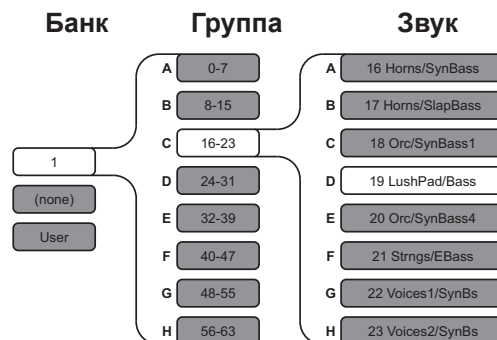 Банк
Группа
Звук
1
(none)
User
A 0-7
B 8-15
C 16-23
D 24-31
E 32-39
F 40-47
G 48-55
H 56-63
A 16 Horns/SynBass
B 17 Horns/SlapBass
C 18 Orc/SynBass1
D 19 LushPad/Bass
E 20 Orc/SynBass4
F 21 Strngs/EBass
G 22 Voices1/SynBs
H 23 Voices2/SynBs